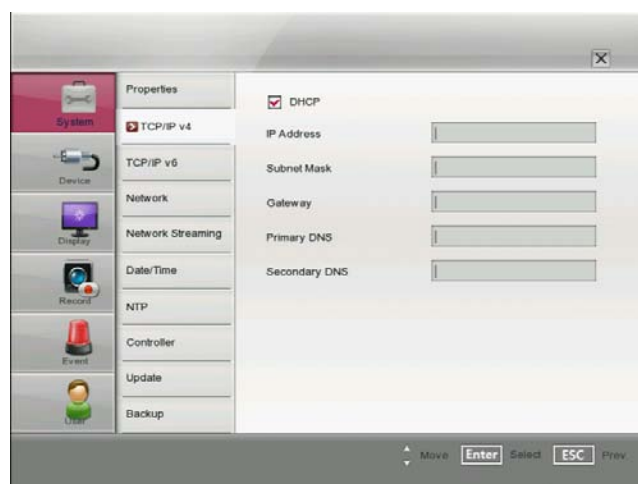 System
Device
Display
Record
Event
User
Properties
TCP/IP v4
TCP/IP v6
Network
Network Streaming
Date/Time
NTP
Controller
Update
Backup
DHCP
IP Address
Subnet Mask
Gateway
Primary DNS
Secondary DNS
Move Enter Select ESC Prev.